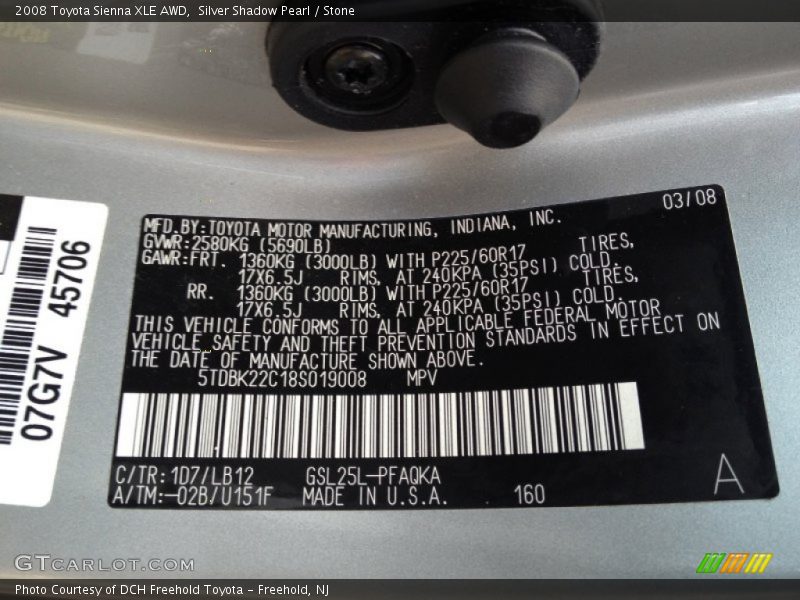 2008 Toyota Sienna XLE AWD,  Silver Shadow Pearl / Stone
03/08
MFD.BY:TOYOTA MOTOR MANUFACTURING, INDIANA, INC.
GVWR:2580KG (5690LB)
GAWR:FRT. 1360KG (3000LB) WITH P225/60R17 TIRES,
17X6.5J RIMS, AT 240KPA (35PSI) COLD.
RR. 1360KG (3000LB) WITH P225/60R17 TIRES,
17X6.5J RIMS, AT 240KPA (35PSI) COLD.
THIS VEHICLE CONFORMS TO ALL APPLICABLE FEDERAL MOTOR
VEHICLE SAFETY AND THEFT PREVENTION STANDARDS IN EFFECT ON
THE DATE OF MANUFACTURE SHOWN ABOVE.
5TDBK22C18S019008 MPV
C/TR:1D7/LB12 GSL25L-PFAQKA
A/TM:-02B/U151F MADE IN U.S.A. 160
A
07G7V 45706
GTCARLOT.COM
Photo Courtesy of DCH Freehold Toyota - Freehold, NJ